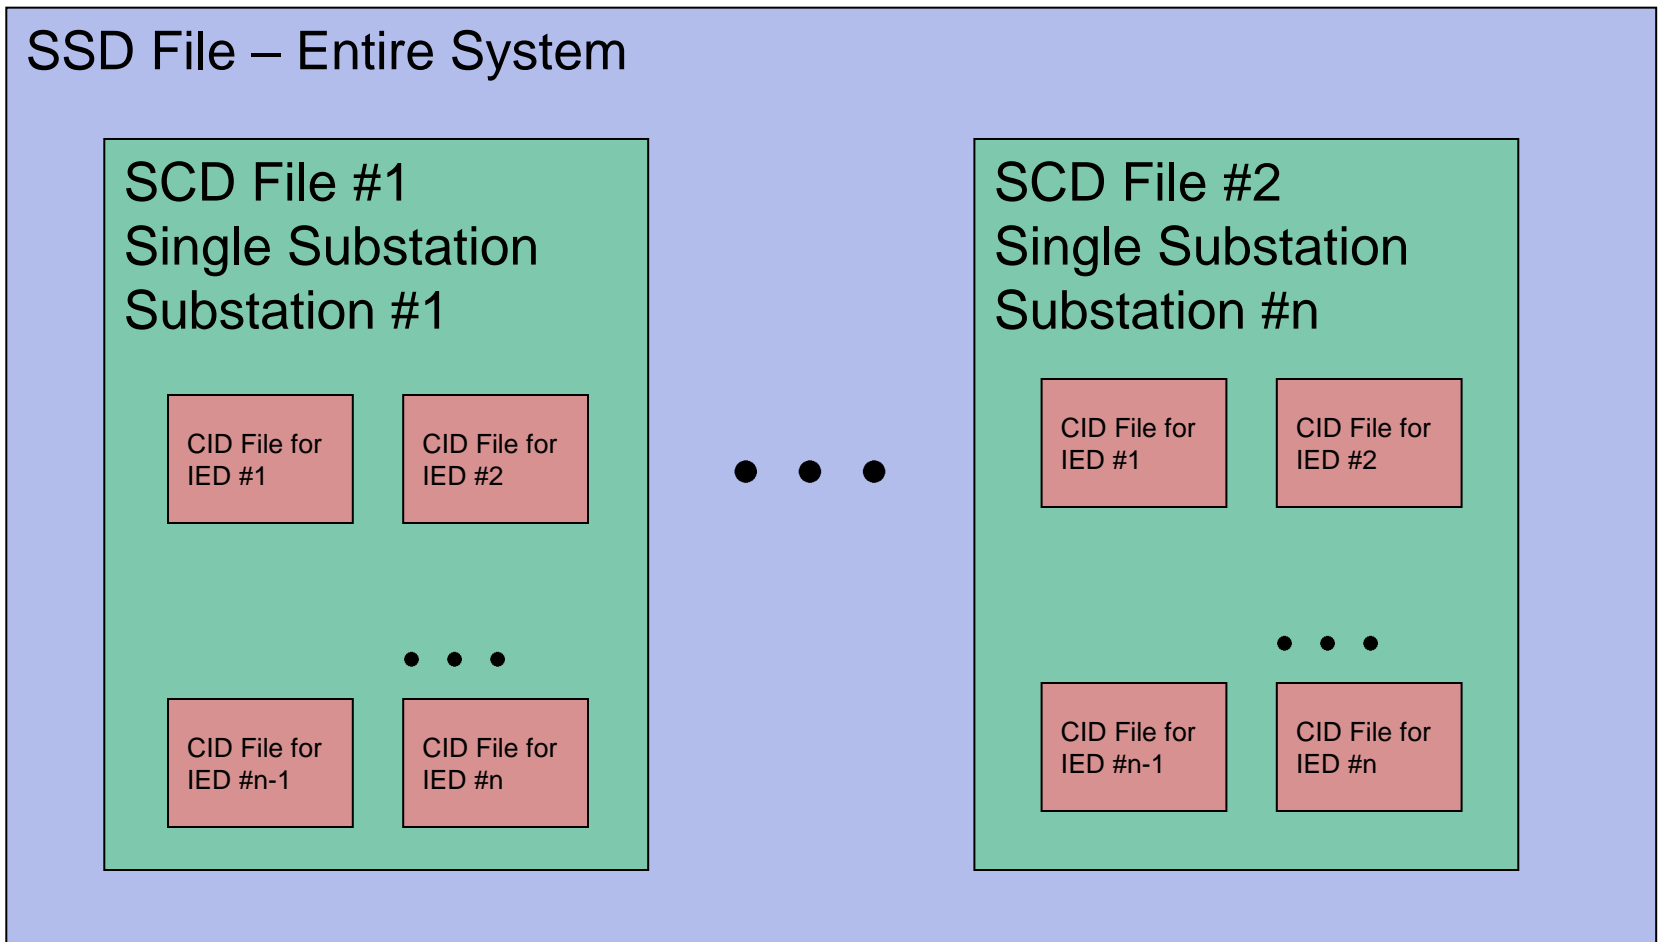 SSD File – Entire System
SCD File #1
Single Substation
Substation #1
CID File for
IED #1
CID File for
IED #2
• • •
CID File for
IED #n-1
CID File for
IED #n
• • •
SCD File #2
Single Substation
Substation #n
CID File for
IED #1
CID File for
IED #2
• • •
CID File for
IED #n-1
CID File for
IED #n